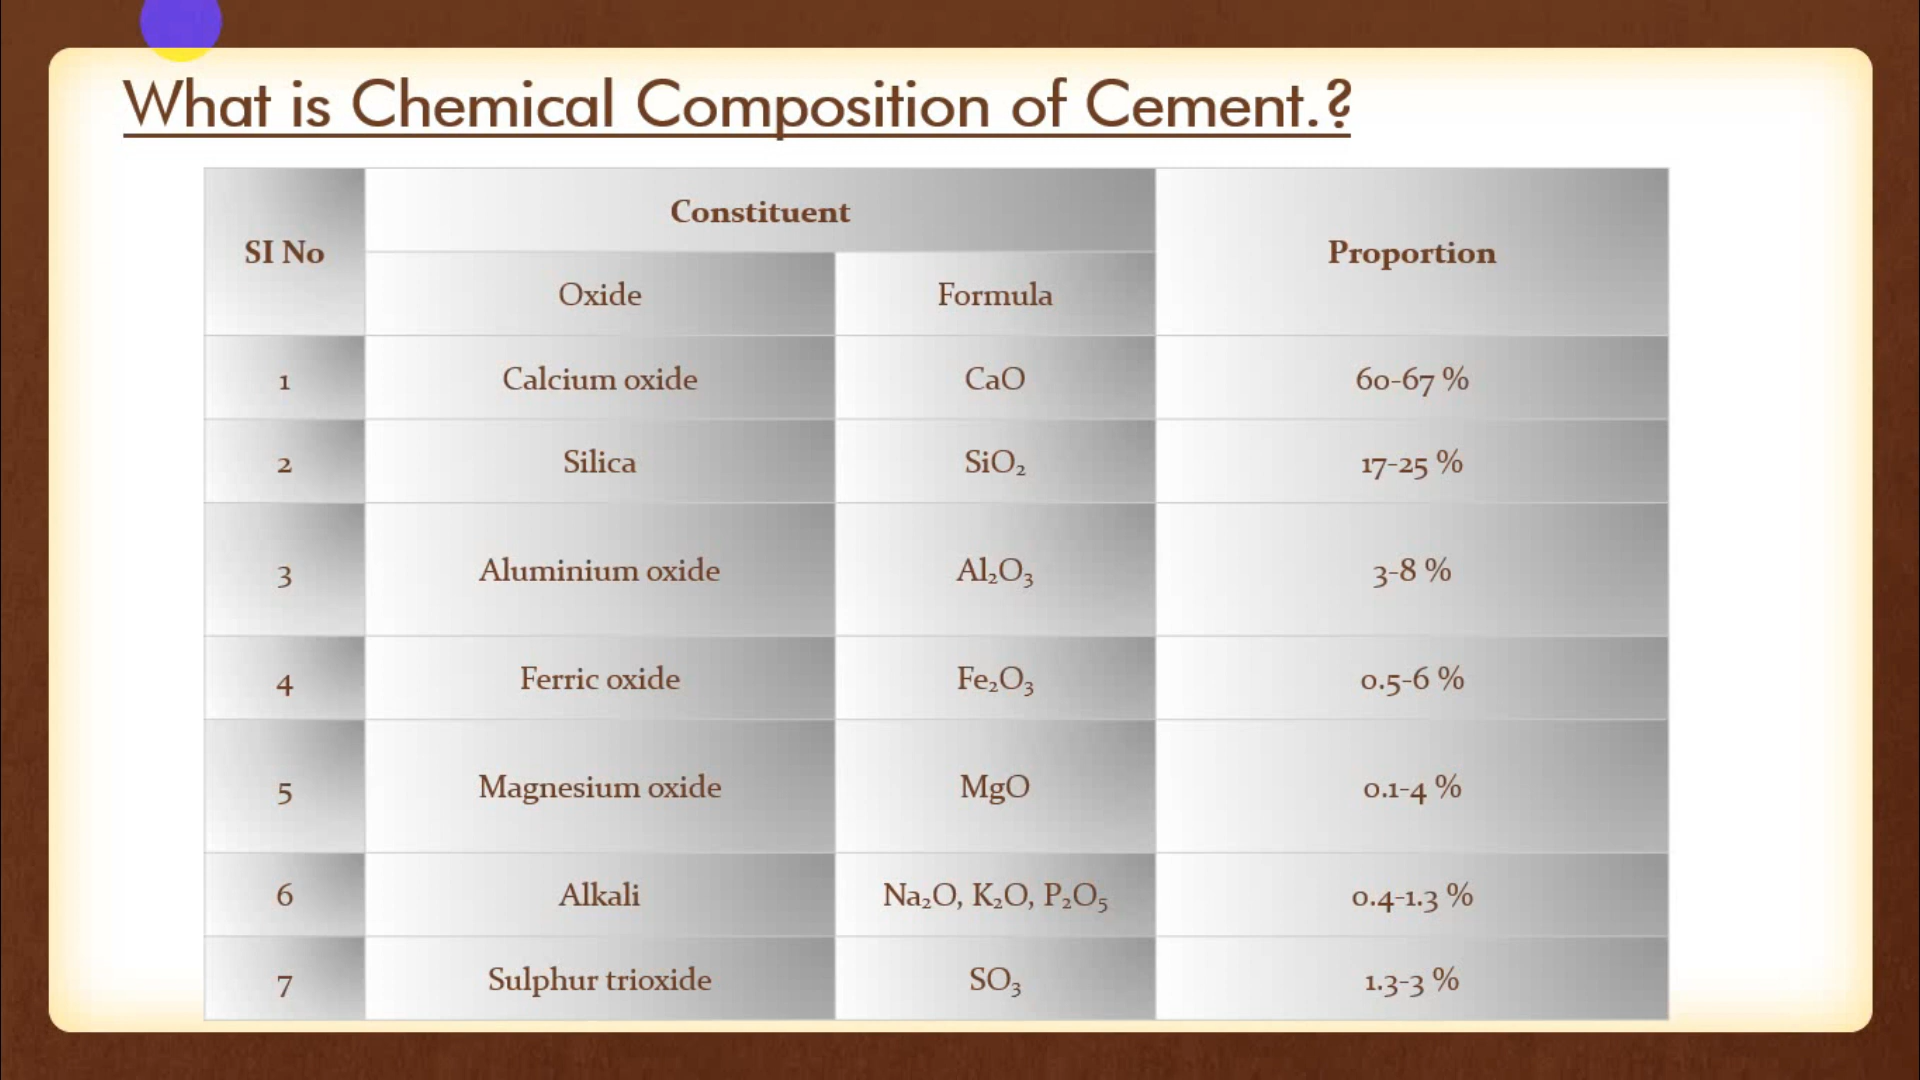 What is Chemical Composition of Cement.?
SI No
Constituent
Proportion
Oxide
Formula
1
Calcium oxide
CaO
60-67 %
2
Silica
SiO₂
17-25 %
3
Aluminium oxide
Al₂O₃
3-8 %
4
Ferric oxide
Fe₂O₃
0.5-6 %
5
Magnesium oxide
MgO
0.1-4 %
6
Alkali
Na₂O, K₂O, P₂O₅
0.4-1.3 %
7
Sulphur trioxide
SO₃
1.3-3 %